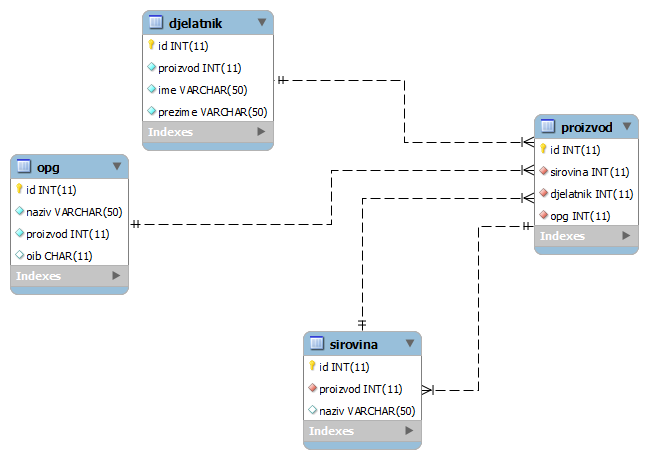 djelatnik
id INT(11)
proizvod INT(11)
ime VARCHAR(50)
prezime VARCHAR(50)
Indexes
opg
id INT(11)
naziv VARCHAR(50)
proizvod INT(11)
oib CHAR(11)
Indexes
proizvod
id INT(11)
sirovina INT(11)
djelatnik INT(11)
opg INT(11)
Indexes
sirovina
id INT(11)
proizvod INT(11)
naziv VARCHAR(50)
Indexes